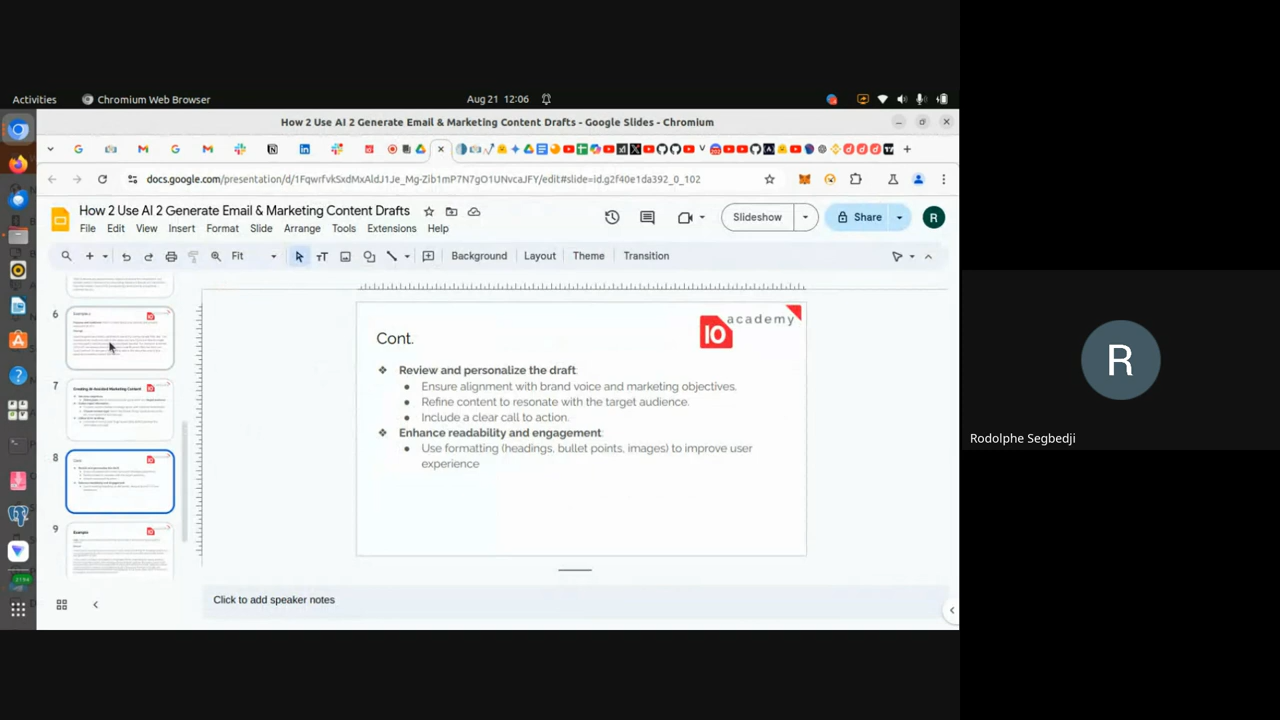 Activities
Chromium Web Browser
Aug 21 12:06
How 2 Use AI 2 Generate Email & Marketing Content Drafts - Google Slides - Chromium
docs.google.com/presentation/d/1FqwrfvkSxdMxAldJ1Je_Mg-Zib1mP7N7gO1UNvcaJFY/edit#slide=id.g2f40e1da392_0_102
How 2 Use AI 2 Generate Email & Marketing Content Drafts
File Edit View Insert Format Slide Arrange Tools Extensions Help
Slideshow
Share
R
Fit
Background Layout Theme Transition
6
7
Creating AI-Assisted Marketing Content
8
9
Example
Cont.
10 academy
❖ Review and personalize the draft:
● Ensure alignment with brand voice and marketing objectives.
● Refine content to resonate with the target audience.
● Include a clear call to action.
❖ Enhance readability and engagement:
● Use formatting (headings, bullet points, images) to improve user
experience
Click to add speaker notes
R
Rodolphe Segbedji